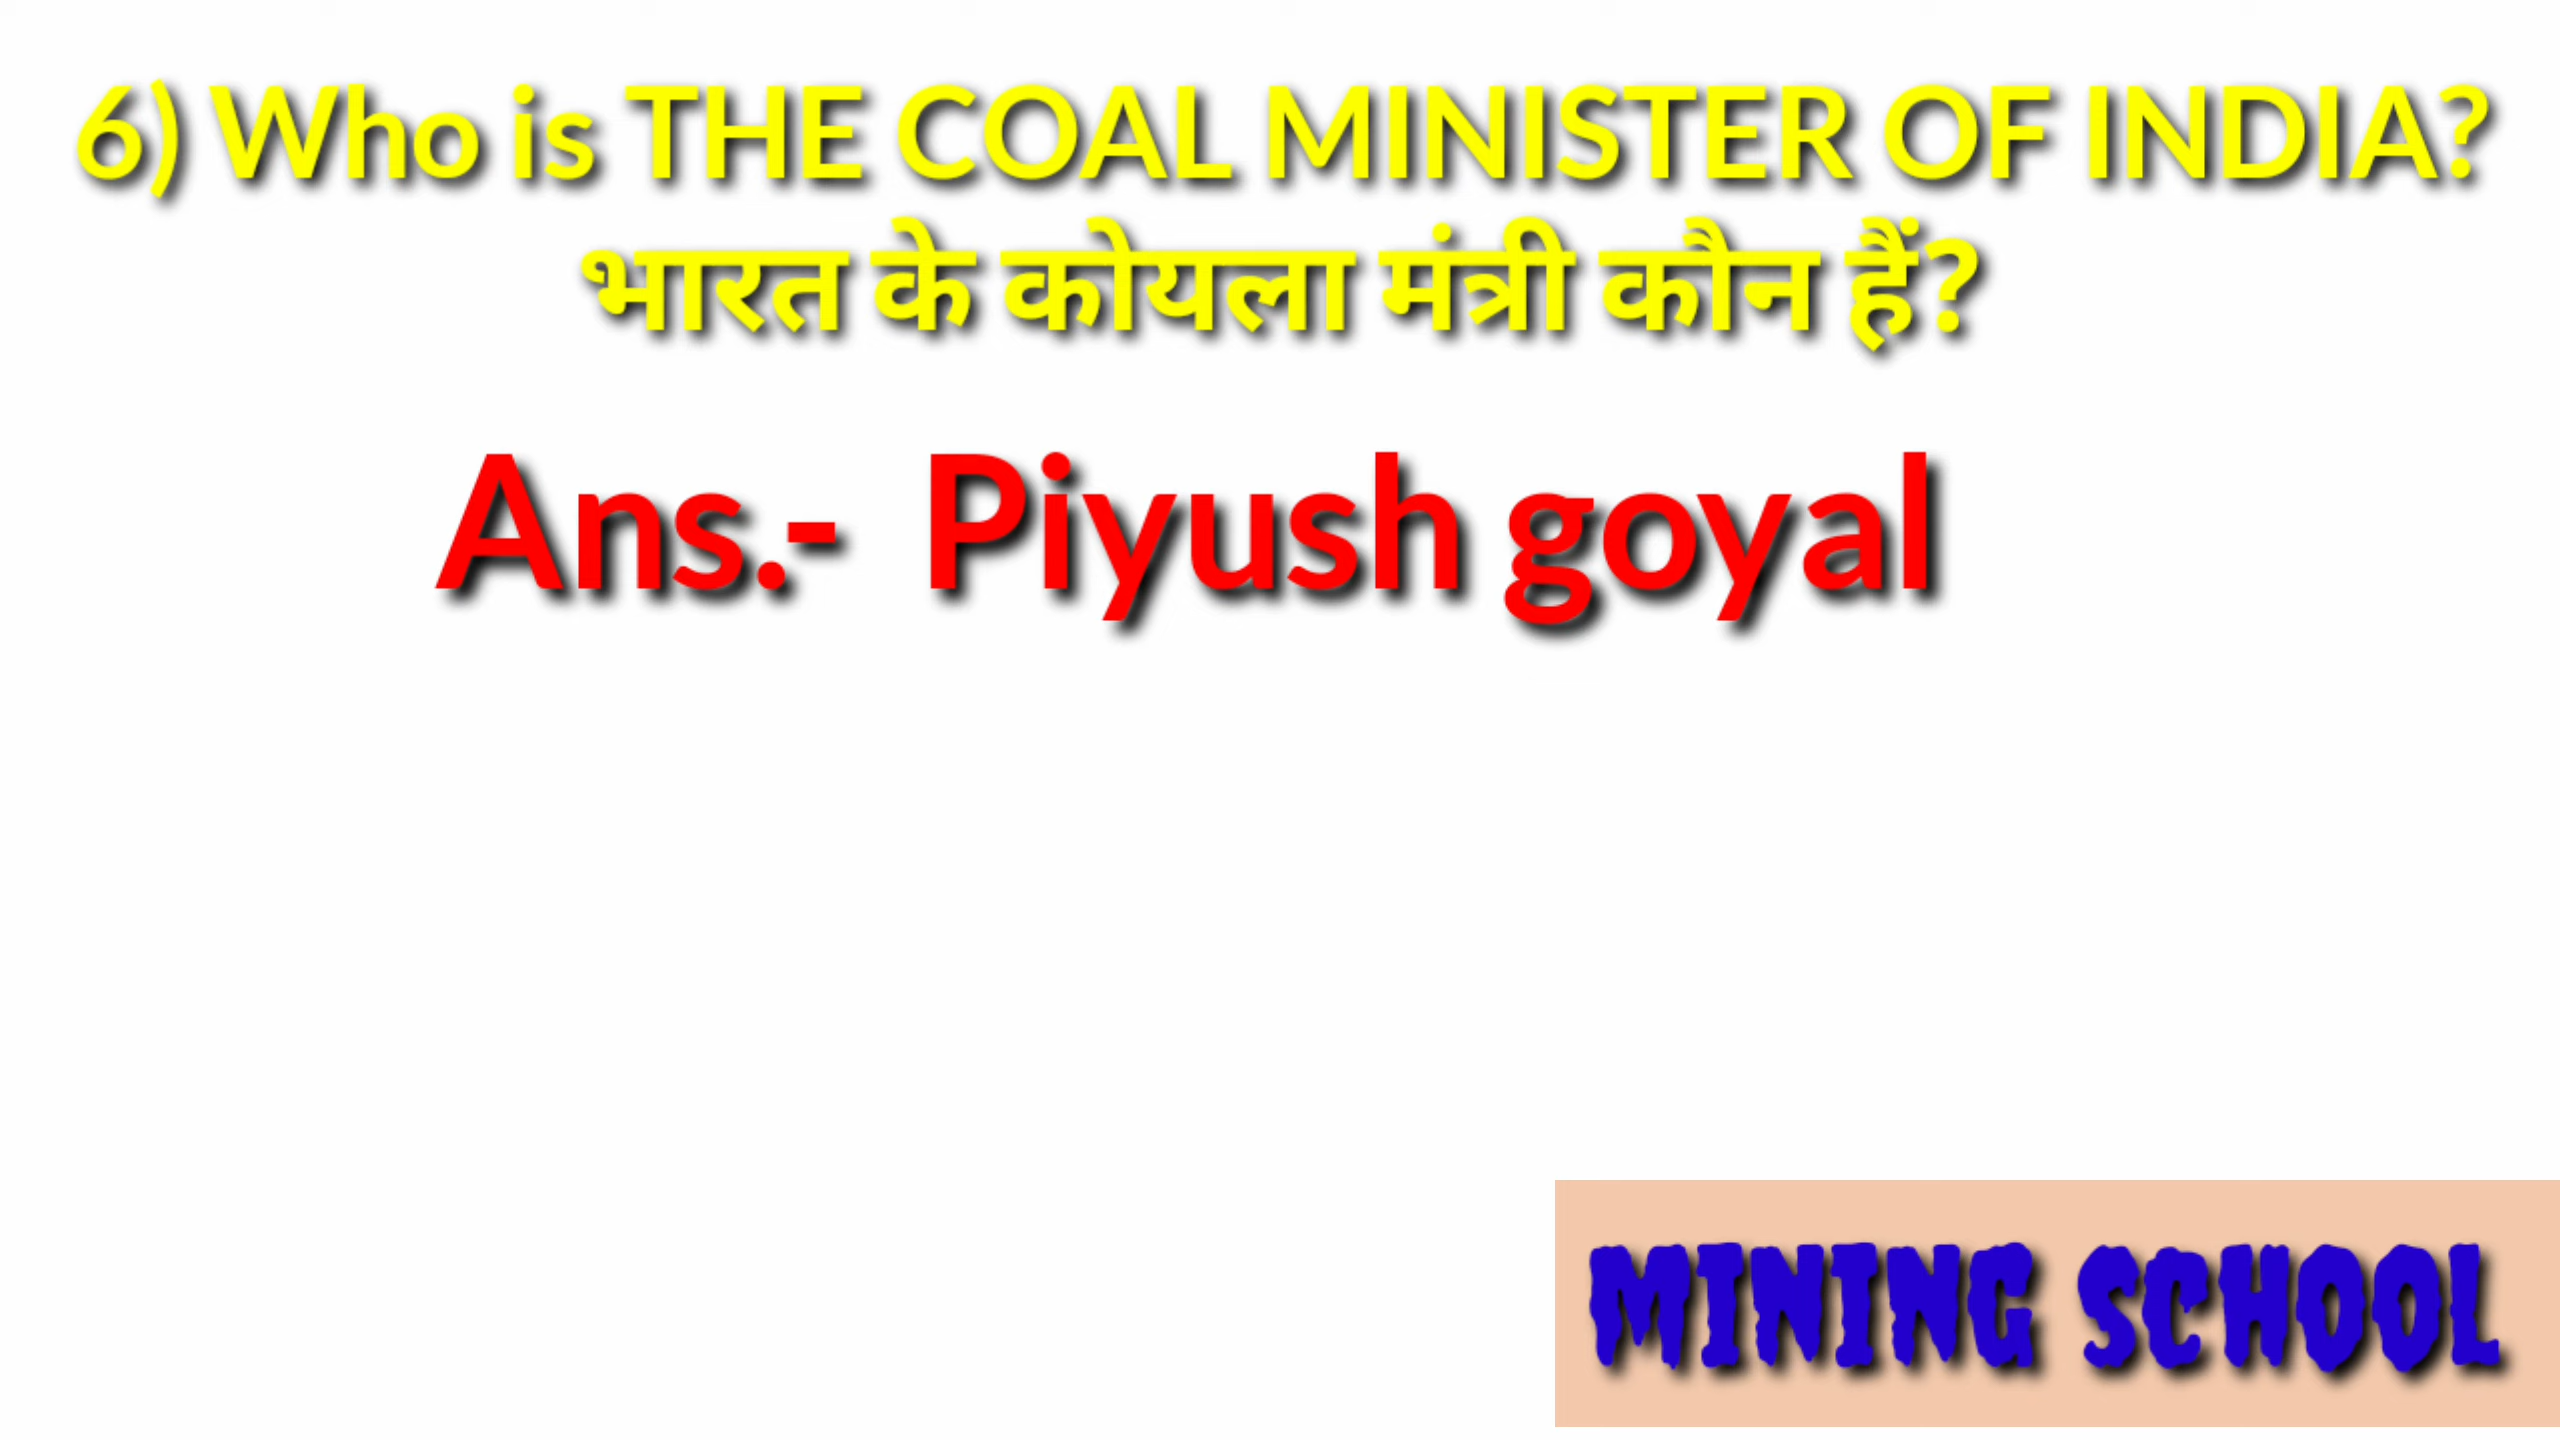 6) Who is THE COAL MINISTER OF INDIA?
भारत के कोयला मंत्री कौन हैं?
Ans.- Piyush goyal
MINING SCHOOL